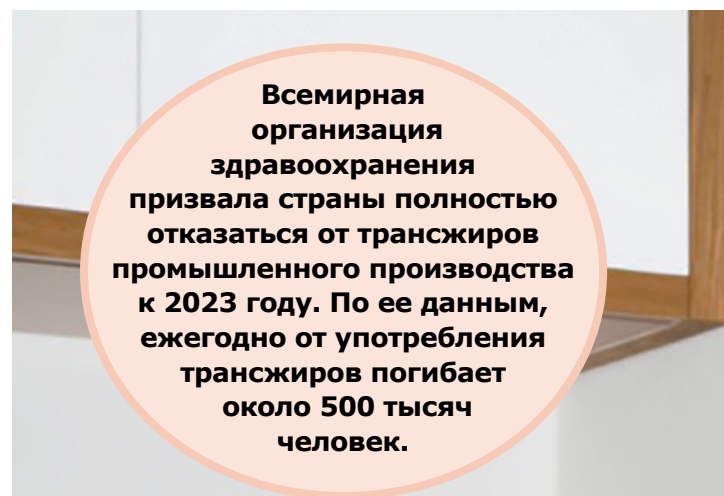 Всемирная
организация
здравоохранения
призвала страны полностью
отказаться от трансжиров
промышленного производства
к 2023 году. По ее данным,
ежегодно от употребления
трансжиров погибает
около 500 тысяч
человек.